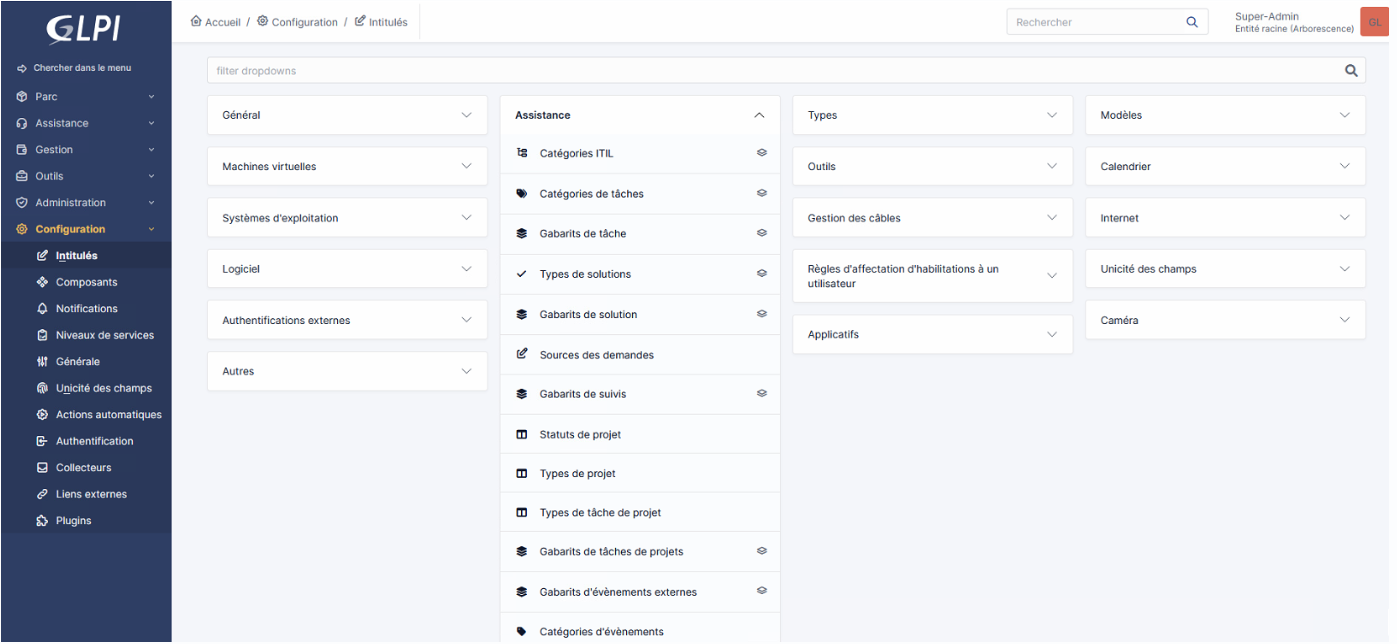 GLPI
Chercher dans le menu
Parc
Assistance
Gestion
Outils
Administration
Configuration
Intitulés
Composants
Notifications
Niveaux de services
Générale
Unicité des champs
Actions automatiques
Authentification
Collecteurs
Liens externes
Plugins
Accueil / Configuration / Intitulés
Rechercher
Super-Admin
Entité racine (Arborescence)
GL
filter dropdowns
Général
Machines virtuelles
Systèmes d'exploitation
Logiciel
Authentifications externes
Autres
Assistance
Catégories ITIL
Catégories de tâches
Gabarits de tâche
Types de solutions
Gabarits de solution
Sources des demandes
Gabarits de suivis
Statuts de projet
Types de projet
Types de tâche de projet
Gabarits de tâches de projets
Gabarits d'évènements externes
Catégories d'évènements
Types
Outils
Gestion des câbles
Règles d'affectation d'habilitations à un
utilisateur
Applicatifs
Modèles
Calendrier
Internet
Unicité des champs
Caméra